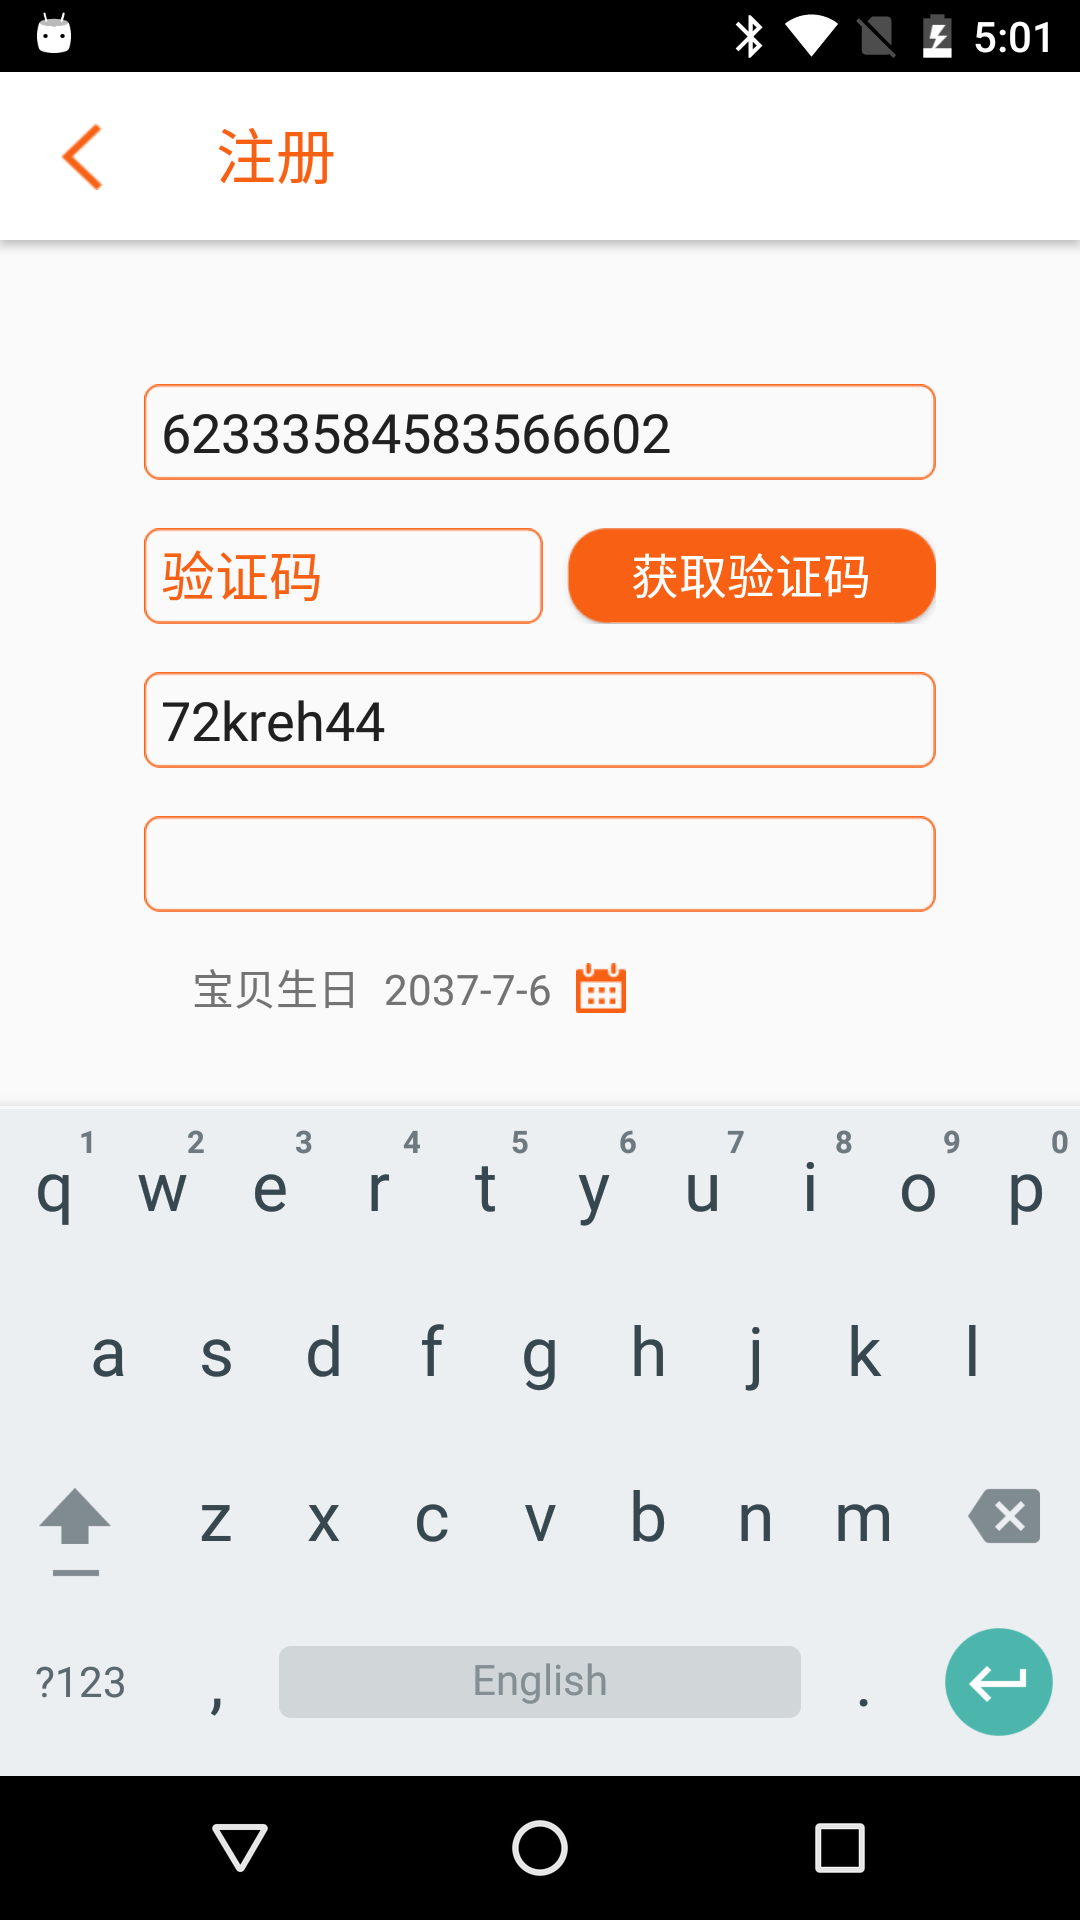 5:01
注册
62333584583566602
验证码 获取验证码
72kreh44
宝贝生日 2037-7-6
1 2 3 4 5 6 7 8 9 0
q w e r t y u i o p
a s d f g h j k l
z x c v b n m
?123 , English .